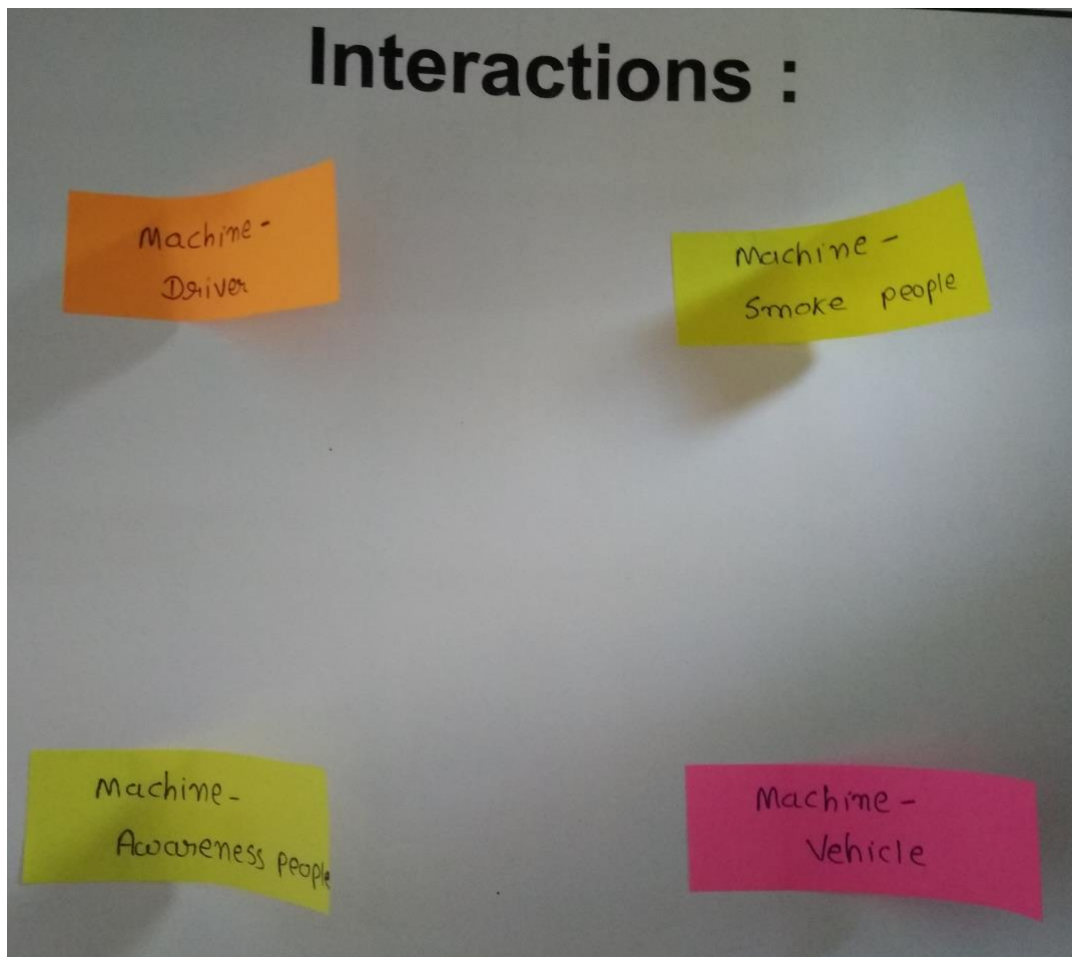 Interactions :
Machine-
Driver
Machine-
Smoke people
Machine-
Awareness people
Machine-
Vehicle